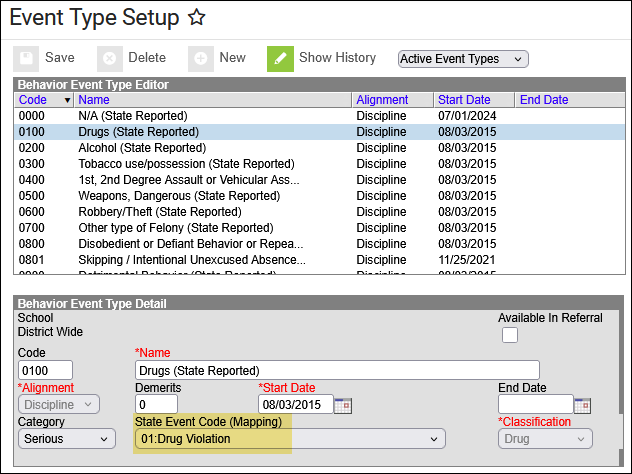 Event Type Setup
Save Delete New Show History Active Event Types
Behavior Event Type Editor
Code Name Alignment Start Date End Date
0000 N/A (State Reported) Discipline 07/01/2024
0100 Drugs (State Reported) Discipline 08/03/2015
0200 Alcohol (State Reported) Discipline 08/03/2015
0300 Tobacco use/possession (State Reported) Discipline 08/03/2015
0400 1st, 2nd Degree Assault or Vehicular Ass... Discipline 08/03/2015
0500 Weapons, Dangerous (State Reported) Discipline 08/03/2015
0600 Robbery/Theft (State Reported) Discipline 08/03/2015
0700 Other type of Felony (State Reported) Discipline 08/03/2015
0800 Disobedient or Defiant Behavior or Repea... Discipline 08/03/2015
0801 Skipping / Intentional Unexcused Absence... Discipline 11/25/2021
Detrimental Behavior (State Reported) Discipline 08/03/2015
Behavior Event Type Detail
School Available In Referral
District Wide
Code *Name
0100 Drugs (State Reported)
*Alignment Demerits *Start Date End Date
Discipline 0 08/03/2015
Category State Event Code (Mapping) *Classification
Serious 01:Drug Violation Drug